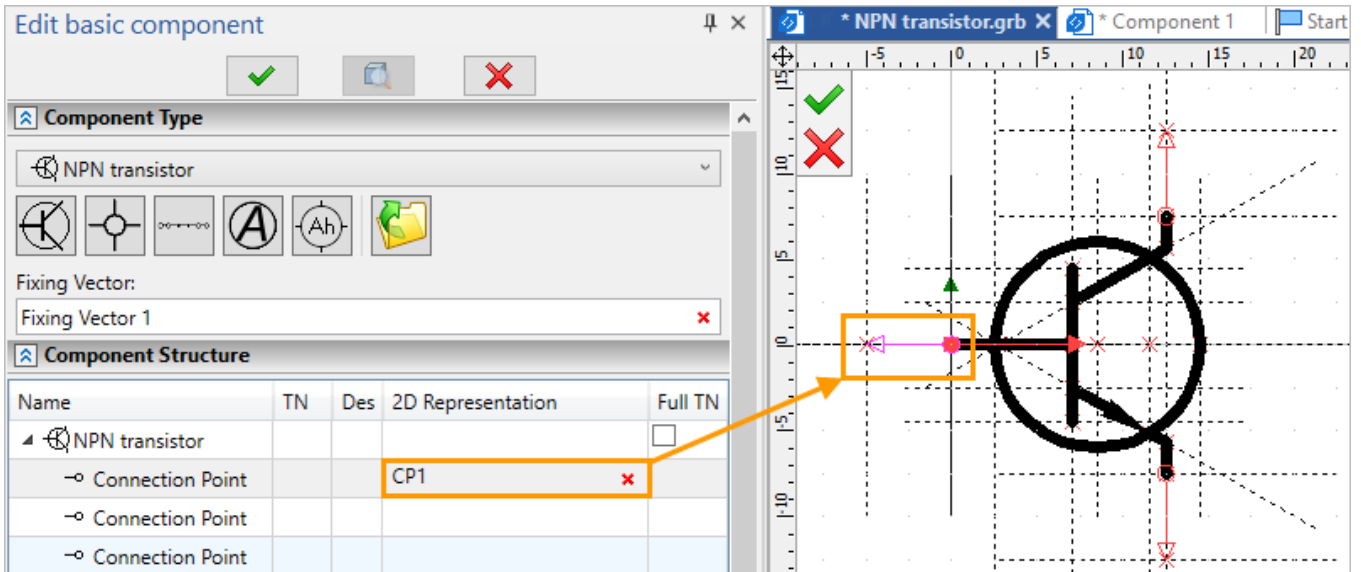 Edit basic component
* NPN transistor.grb
* Component 1
Start
-5 0 5 10 15 20
15
Component Type
NPN transistor
10
A Ah
5
Fixing Vector:
Fixing Vector 1
0
Component Structure
Name TN Des 2D Representation Full TN
-5
NPN transistor
Connection Point CP1
-10
Connection Point
Connection Point